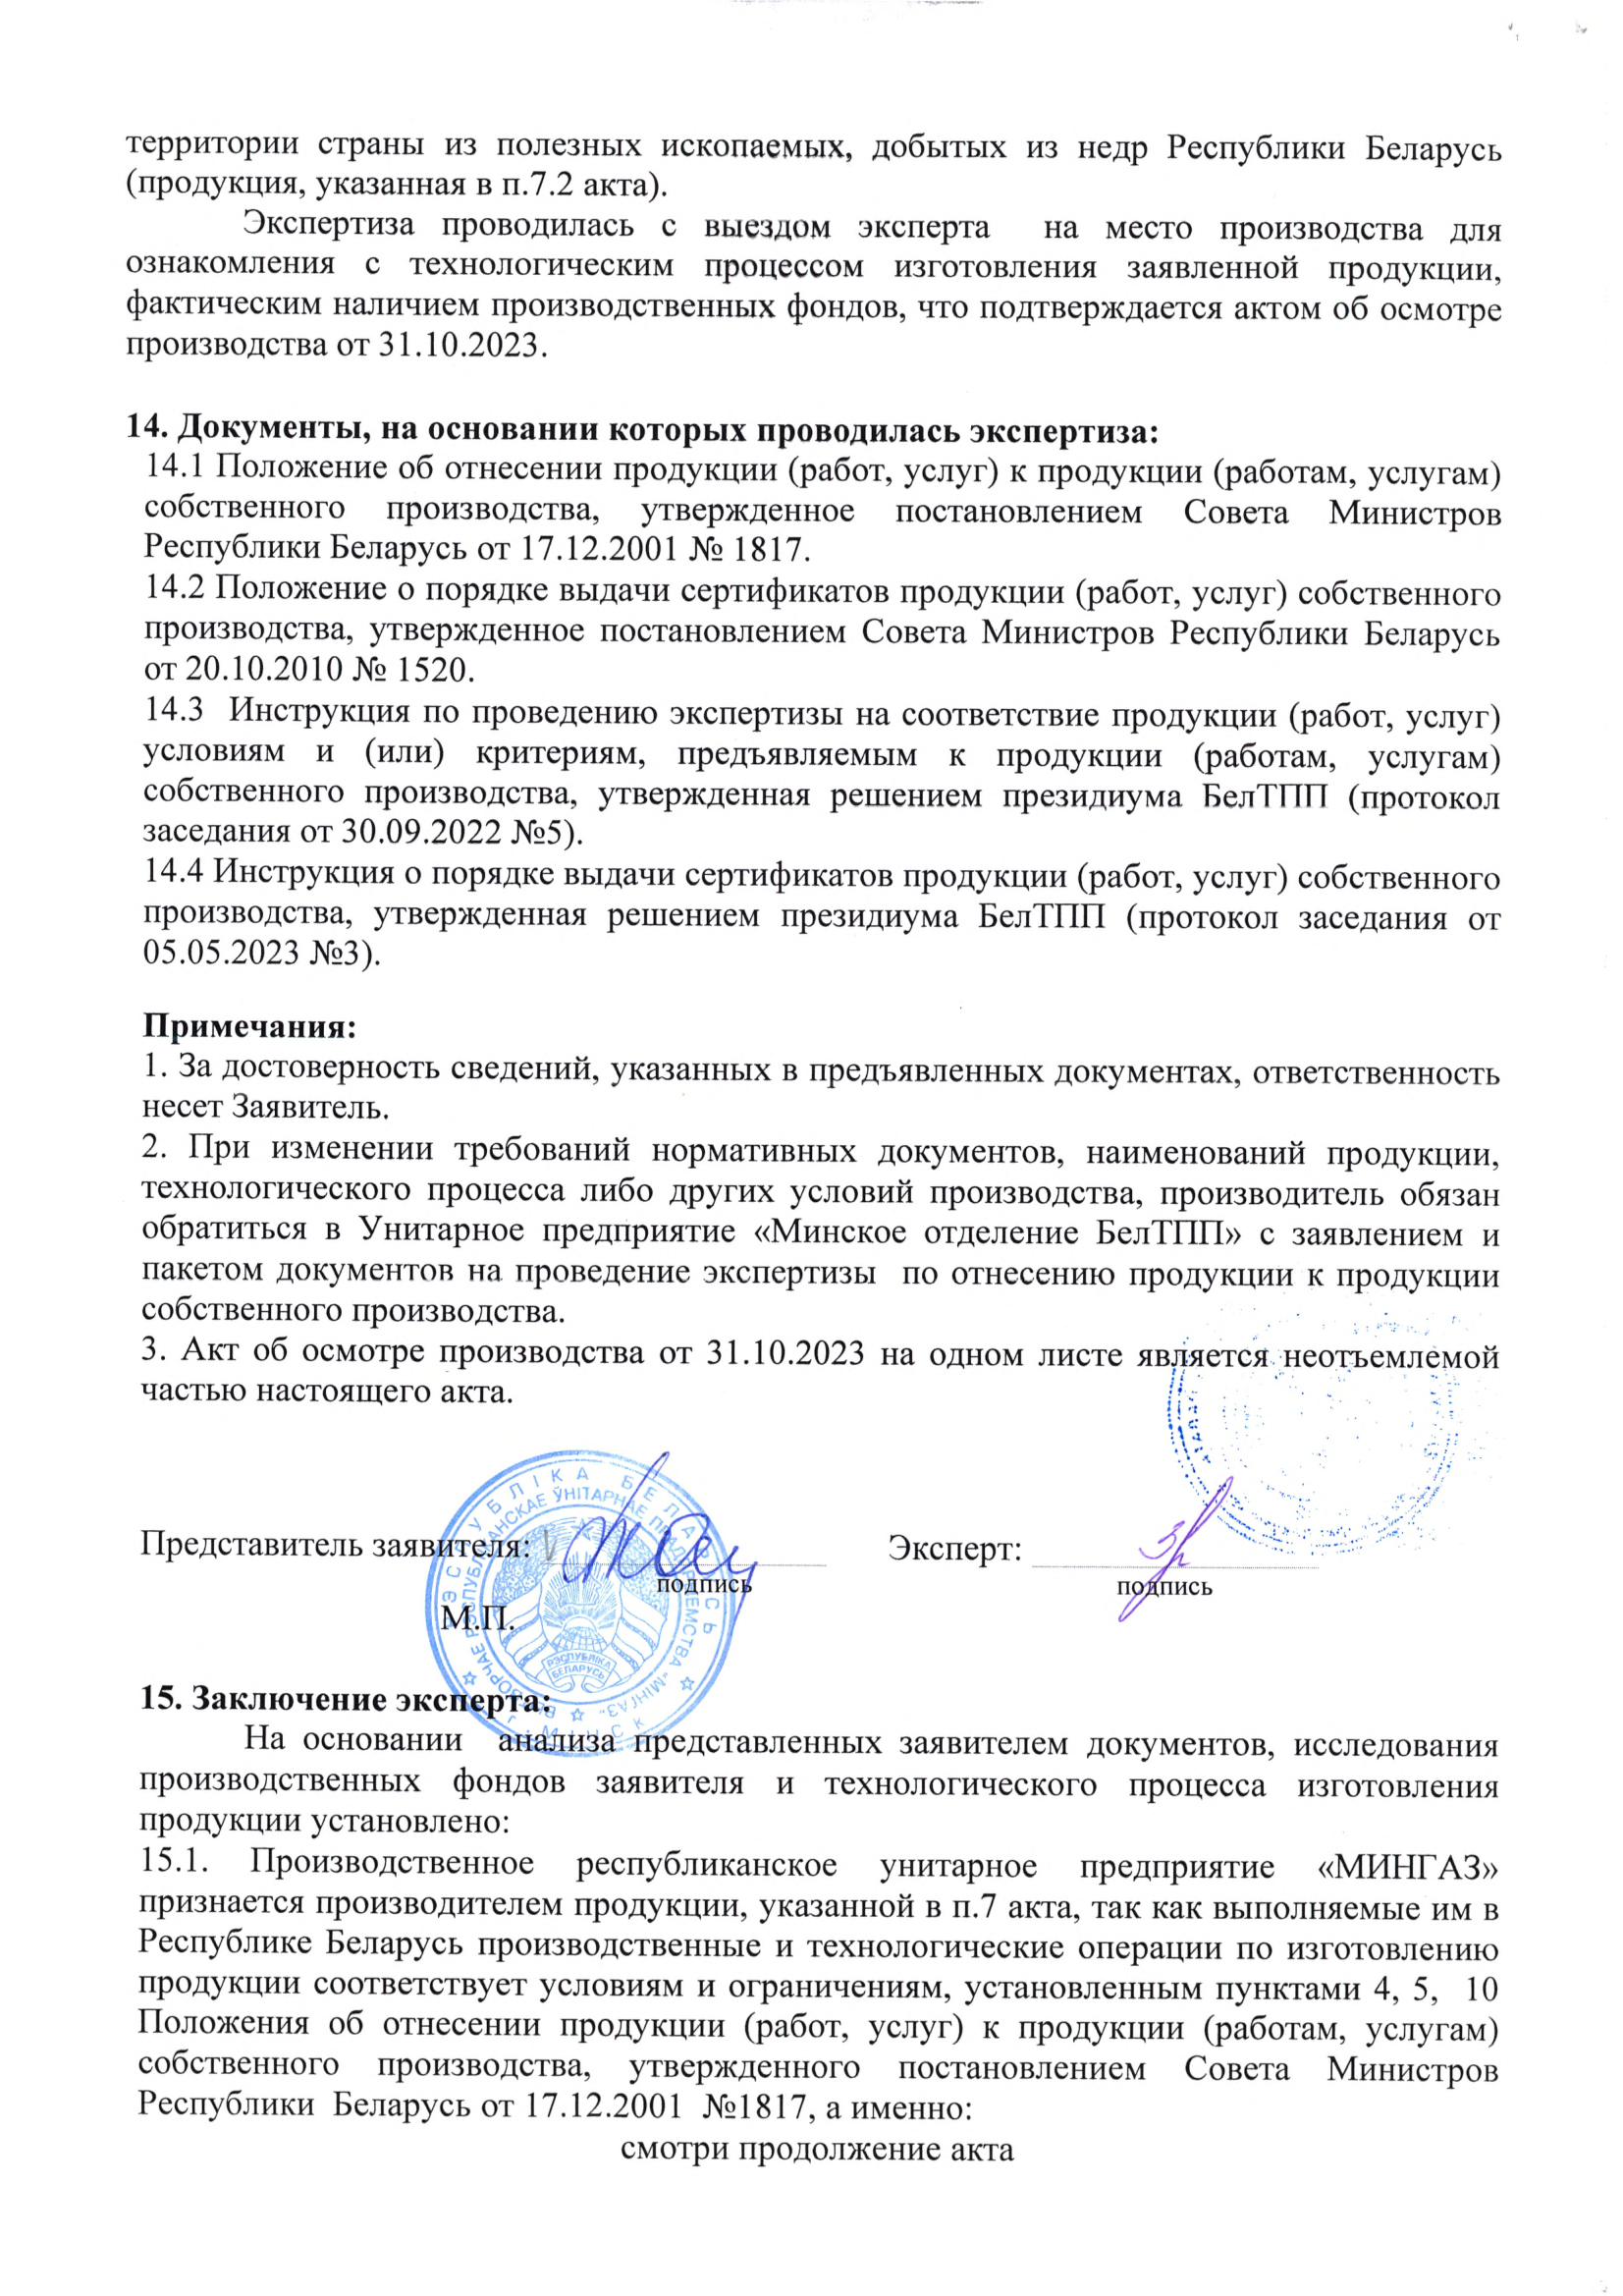 территории страны из полезных ископаемых, добытых из недр Республики Беларусь
(продукция, указанная в п.7.2 акта).
Экспертиза проводилась с выездом эксперта на место производства для
ознакомления с технологическим процессом изготовления заявленной продукции,
фактическим наличием производственных фондов, что подтверждается актом об осмотре
производства от 31.10.2023.
14. Документы, на основании которых проводилась экспертиза:
14.1 Положение об отнесении продукции (работ, услуг) к продукции (работам, услугам)
собственного производства, утвержденное постановлением Совета Министров
Республики Беларусь от 17.12.2001 № 1817.
14.2 Положение о порядке выдачи сертификатов продукции (работ, услуг) собственного
производства, утвержденное постановлением Совета Министров Республики Беларусь
от 20.10.2010 № 1520.
14.3 Инструкция по проведению экспертизы на соответствие продукции (работ, услуг)
условиям и (или) критериям, предъявляемым к продукции (работам, услугам)
собственного производства, утвержденная решением президиума БелТПП (протокол
заседания от 30.09.2022 №5).
14.4 Инструкция о порядке выдачи сертификатов продукции (работ, услуг) собственного
производства, утвержденная решением президиума БелТПП (протокол заседания от
05.05.2023 №3).
Примечания:
1. За достоверность сведений, указанных в предъявленных документах, ответственность
несет Заявитель.
2. При изменении требований нормативных документов, наименований продукции,
технологического процесса либо других условий производства, производитель обязан
обратиться в Унитарное предприятие «Минское отделение БелТПП» с заявлением и
пакетом документов на проведение экспертизы по отнесению продукции к продукции
собственного производства.
3. Акт об осмотре производства от 31.10.2023 на одном листе является неотъемлемой
частью настоящего акта.
Представитель заявителя: Эксперт:
подпись подпись
М.П.
РЭСПУБЛІКА БЕЛАРУСЬ
ВЫТВОРЧАЕ РЭСПУБЛІКАНСКАЕ ЎНІТАРНАЕ ПРАДПРЫЕМСТВА "МІНГАЗ"
РЭСПУБЛІКА
БЕЛАРУСЬ
г. МІНСК
15. Заключение эксперта:
На основании анализа представленных заявителем документов, исследования
производственных фондов заявителя и технологического процесса изготовления
продукции установлено:
15.1. Производственное республиканское унитарное предприятие «МИНГАЗ»
признается производителем продукции, указанной в п.7 акта, так как выполняемые им в
Республике Беларусь производственные и технологические операции по изготовлению
продукции соответствует условиям и ограничениям, установленным пунктами 4, 5, 10
Положения об отнесении продукции (работ, услуг) к продукции (работам, услугам)
собственного производства, утвержденного постановлением Совета Министров
Республики Беларусь от 17.12.2001 №1817, а именно:
смотри продолжение акта